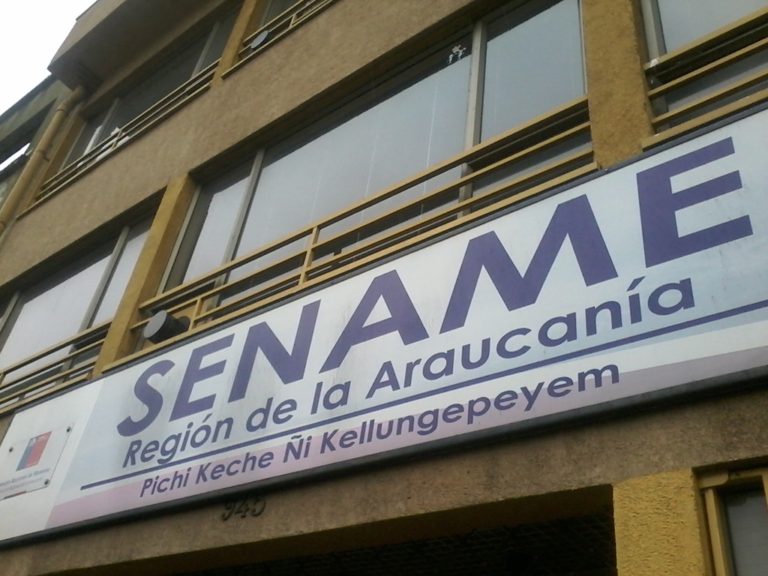 SENAME
Región de la Araucanía
Pichi Keche Ñi Kellungepeyem
940